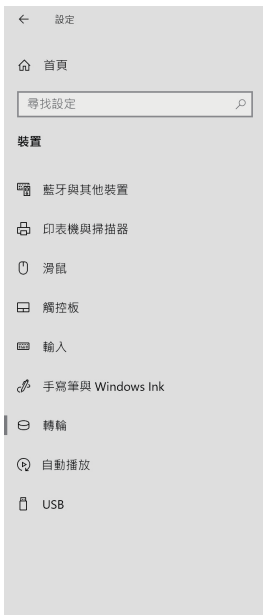 設定
首頁
尋找設定
裝置
藍牙與其他裝置
印表機與掃描器
滑鼠
觸控板
輸入
手寫筆與 Windows Ink
轉輪
自動播放
USB